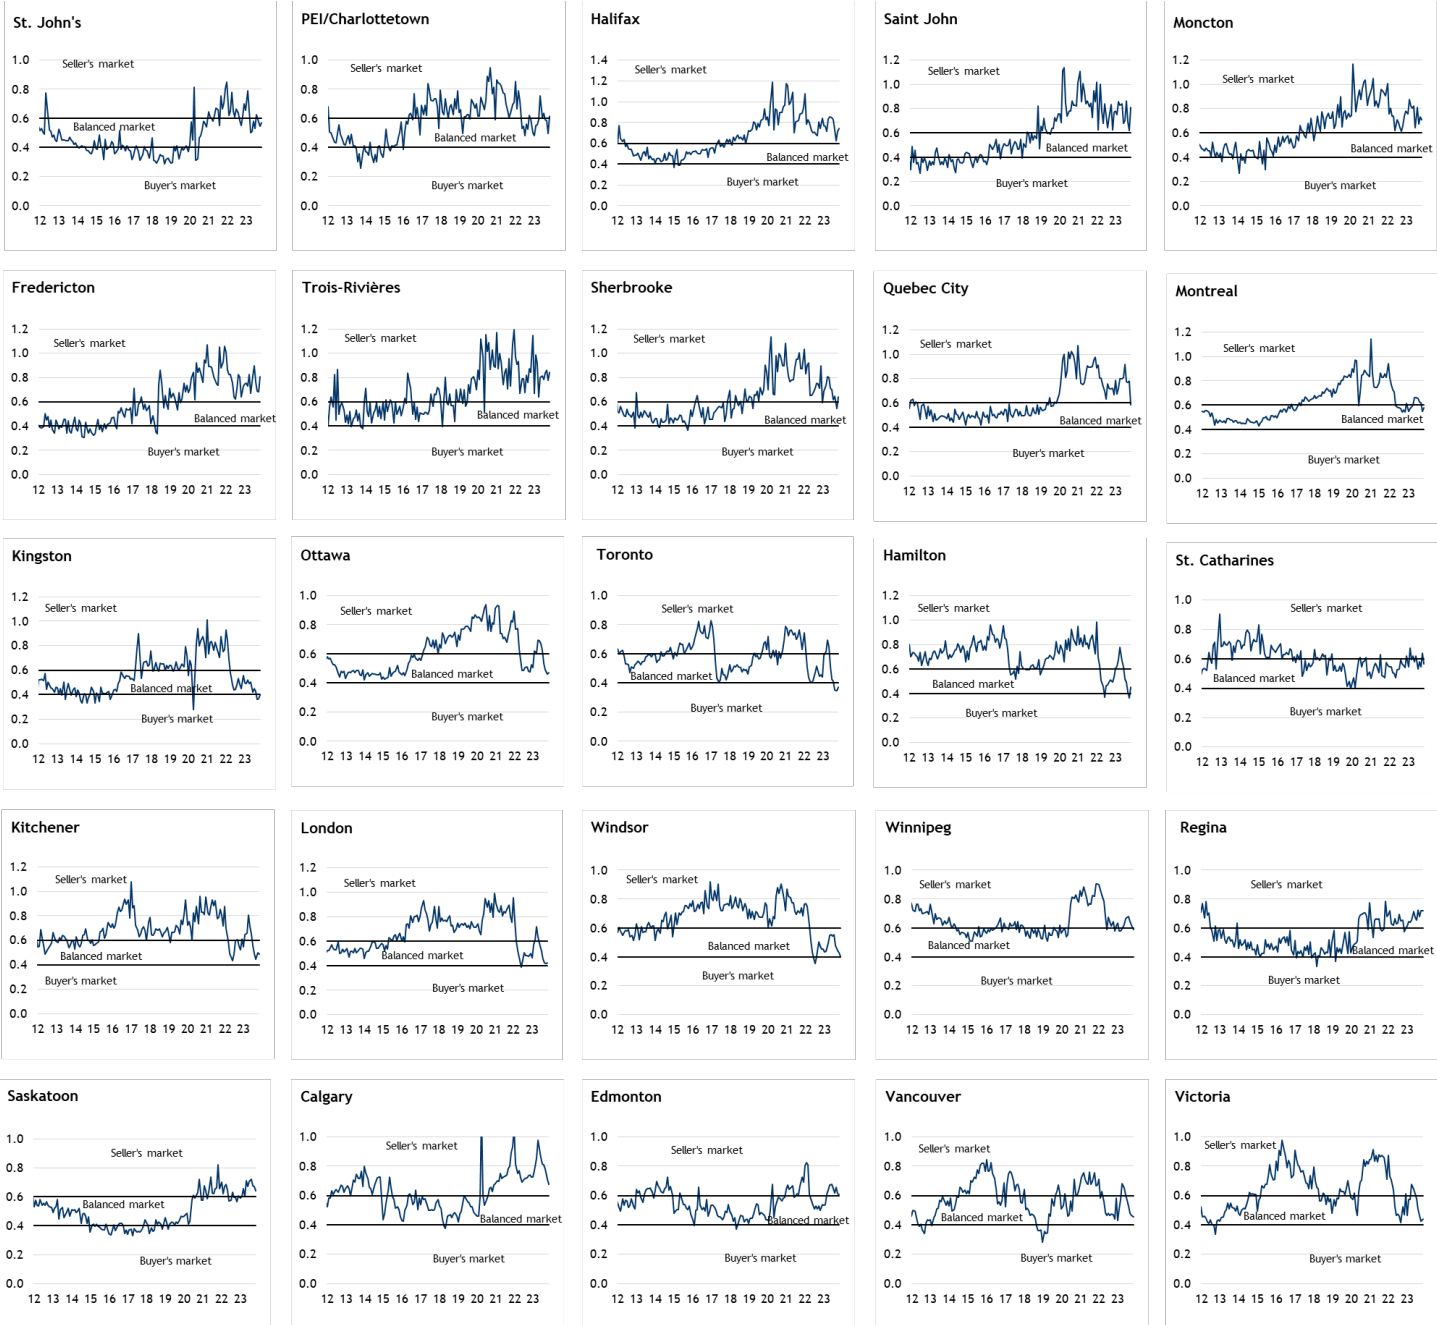 St. John's
1.0
Seller's market
0.8
0.6
Balanced market
0.4
0.2
Buyer's market
0.0
12 13 14 15 16 17 18 19 20 21 22 23
PEI/Charlottetown
1.0
Seller's market
0.8
0.6
Balanced market
0.4
0.2
Buyer's market
0.0
12 13 14 15 16 17 18 19 20 21 22 23
Halifax
1.4
Seller's market
1.2
1.0
0.8
0.6
Balanced market
0.4
0.2
Buyer's market
0.0
12 13 14 15 16 17 18 19 20 21 22 23
Saint John
1.2
Seller's market
1.0
0.8
0.6
Balanced market
0.4
0.2
Buyer's market
0.0
12 13 14 15 16 17 18 19 20 21 22 23
Moncton
1.2
Seller's market
1.0
0.8
0.6
Balanced market
0.4
0.2
Buyer's market
0.0
12 13 14 15 16 17 18 19 20 21 22 23
Fredericton
1.2
Seller's market
1.0
0.8
0.6
Balanced market
0.4
0.2
Buyer's market
0.0
12 13 14 15 16 17 18 19 20 21 22 23
Trois-Rivières
1.2
Seller's market
1.0
0.8
0.6
Balanced market
0.4
0.2
Buyer's market
0.0
12 13 14 15 16 17 18 19 20 21 22 23
Sherbrooke
1.2
Seller's market
1.0
0.8
0.6
Balanced market
0.4
0.2
Buyer's market
0.0
12 13 14 15 16 17 18 19 20 21 22 23
Quebec City
1.2
Seller's market
1.0
0.8
0.6
Balanced market
0.4
0.2
Buyer's market
0.0
12 13 14 15 16 17 18 19 20 21 22 23
Montreal
1.2
Seller's market
1.0
0.8
0.6
Balanced market
0.4
0.2
Buyer's market
0.0
12 13 14 15 16 17 18 19 20 21 22 23
Kingston
1.2
Seller's market
1.0
0.8
0.6
Balanced market
0.4
0.2
Buyer's market
0.0
12 13 14 15 16 17 18 19 20 21 22 23
Ottawa
1.0
Seller's market
0.8
0.6
Balanced market
0.4
0.2
Buyer's market
0.0
12 13 14 15 16 17 18 19 20 21 22 23
Toronto
1.0
Seller's market
0.8
0.6
Balanced market
0.4
0.2
Buyer's market
0.0
12 13 14 15 16 17 18 19 20 21 22 23
Hamilton
1.2
Seller's market
1.0
0.8
0.6
Balanced market
0.4
0.2
Buyer's market
0.0
12 13 14 15 16 17 18 19 20 21 22 23
St. Catharines
1.0
Seller's market
0.8
0.6
Balanced market
0.4
0.2
Buyer's market
0.0
12 13 14 15 16 17 18 19 20 21 22 23
Kitchener
1.2
Seller's market
1.0
0.8
0.6
Balanced market
0.4
Buyer's market
0.2
0.0
12 13 14 15 16 17 18 19 20 21 22 23
London
1.2
Seller's market
1.0
0.8
0.6
Balanced market
0.4
0.2
Buyer's market
0.0
12 13 14 15 16 17 18 19 20 21 22 23
Windsor
1.0
Seller's market
0.8
0.6
Balanced market
0.4
Buyer's market
0.2
0.0
12 13 14 15 16 17 18 19 20 21 22 23
Winnipeg
1.0
Seller's market
0.8
0.6
Balanced market
0.4
0.2
Buyer's market
0.0
12 13 14 15 16 17 18 19 20 21 22 23
Regina
1.0
Seller's market
0.8
0.6
Balanced market
0.4
0.2
Buyer's market
0.0
12 13 14 15 16 17 18 19 20 21 22 23
Saskatoon
1.0
Seller's market
0.8
0.6
Balanced market
0.4
0.2
Buyer's market
0.0
12 13 14 15 16 17 18 19 20 21 22 23
Calgary
1.0
Seller's market
0.8
0.6
Balanced market
0.4
0.2
Buyer's market
0.0
12 13 14 15 16 17 18 19 20 21 22 23
Edmonton
1.0
Seller's market
0.8
0.6
Balanced market
0.4
0.2
Buyer's market
0.0
12 13 14 15 16 17 18 19 20 21 22 23
Vancouver
1.0
Seller's market
0.8
0.6
Balanced market
0.4
0.2
Buyer's market
0.0
12 13 14 15 16 17 18 19 20 21 22 23
Victoria
1.0
Seller's market
0.8
0.6
Balanced market
0.4
0.2
Buyer's market
0.0
12 13 14 15 16 17 18 19 20 21 22 23